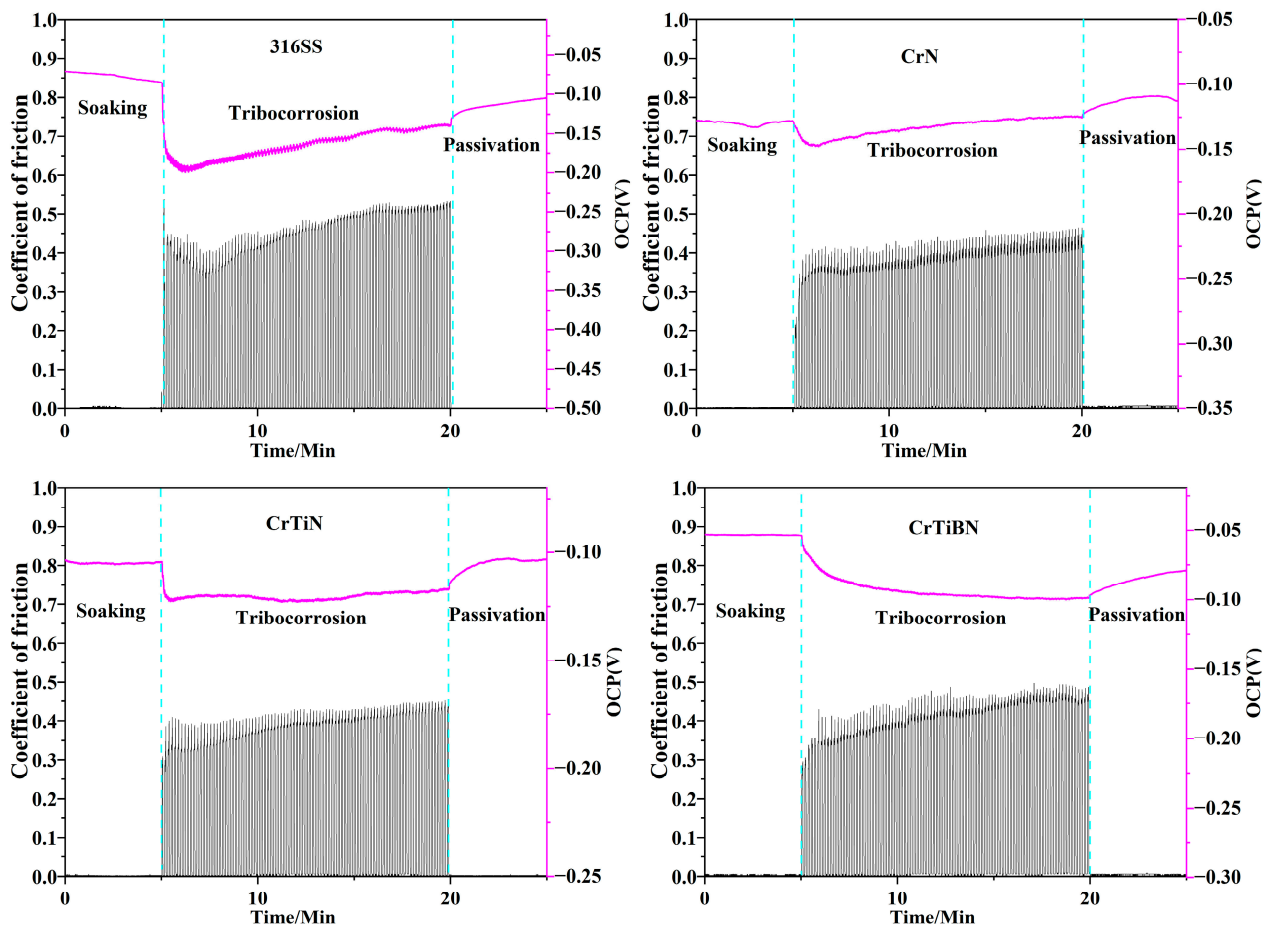 316SS
Coefficient of friction
1.0
0.9
0.8
0.7
0.6
0.5
0.4
0.3
0.2
0.1
0.0
Soaking
Tribocorrosion
Passivation
−0.05
−0.10
−0.15
−0.20
−0.25
−0.30
−0.35
−0.40
−0.45
−0.50
OCP(V)
0 10 20
Time/Min
CrN
Coefficient of friction
1.0
0.9
0.8
0.7
0.6
0.5
0.4
0.3
0.2
0.1
0.0
Soaking
Tribocorrosion
Passivation
−0.05
−0.10
−0.15
−0.20
−0.25
−0.30
−0.35
OCP(V)
0 10 20
Time/Min
CrTiN
Coefficient of friction
1.0
0.9
0.8
0.7
0.6
0.5
0.4
0.3
0.2
0.1
0.0
Soaking
Tribocorrosion
Passivation
−0.10
−0.15
−0.20
−0.25
OCP(V)
0 10 20
Time/Min
CrTiBN
Coefficient of friction
1.0
0.9
0.8
0.7
0.6
0.5
0.4
0.3
0.2
0.1
0.0
Soaking
Tribocorrosion
Passivation
−0.05
−0.10
−0.15
−0.20
−0.25
−0.30
OCP(V)
0 10 20
Time/Min